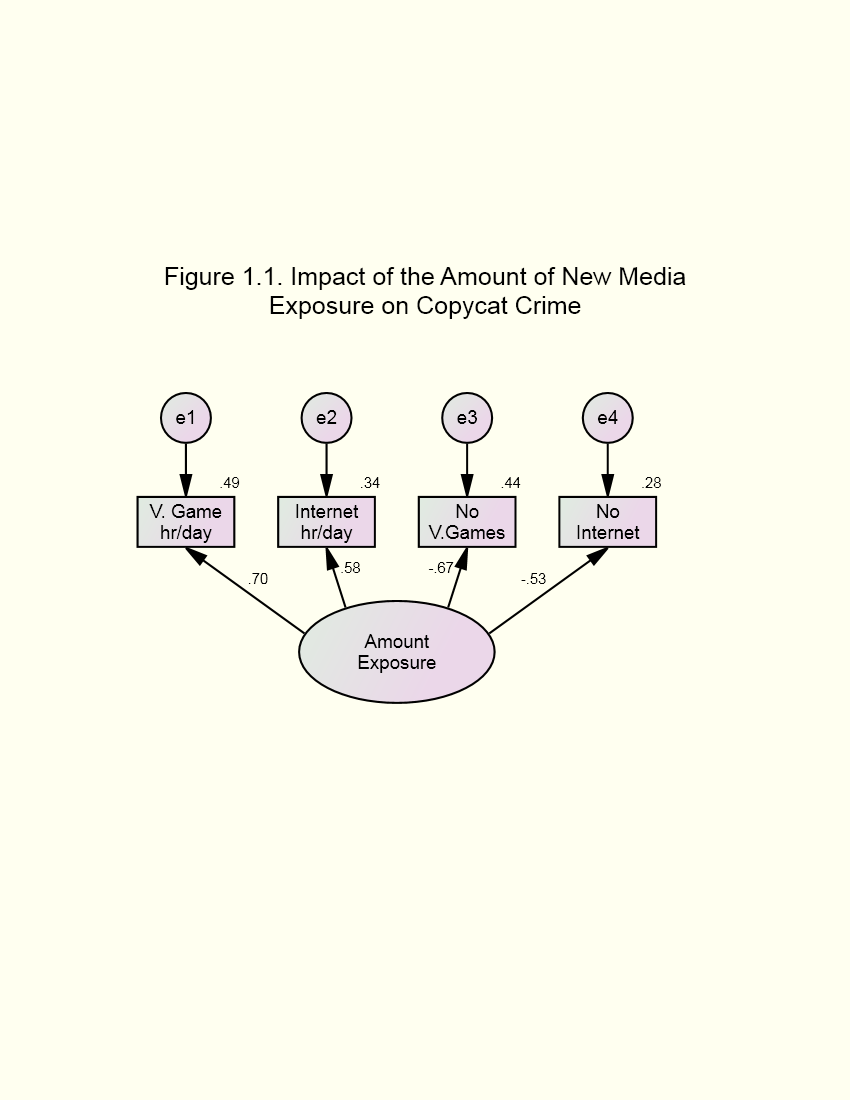 Figure 1.1. Impact of the Amount of New Media
Exposure on Copycat Crime
e1
e2
e3
e4
.49
.34
.44
.28
V. Game
hr/day
Internet
hr/day
No
V.Games
No
Internet
.70
.58
-.67
-.53
Amount
Exposure